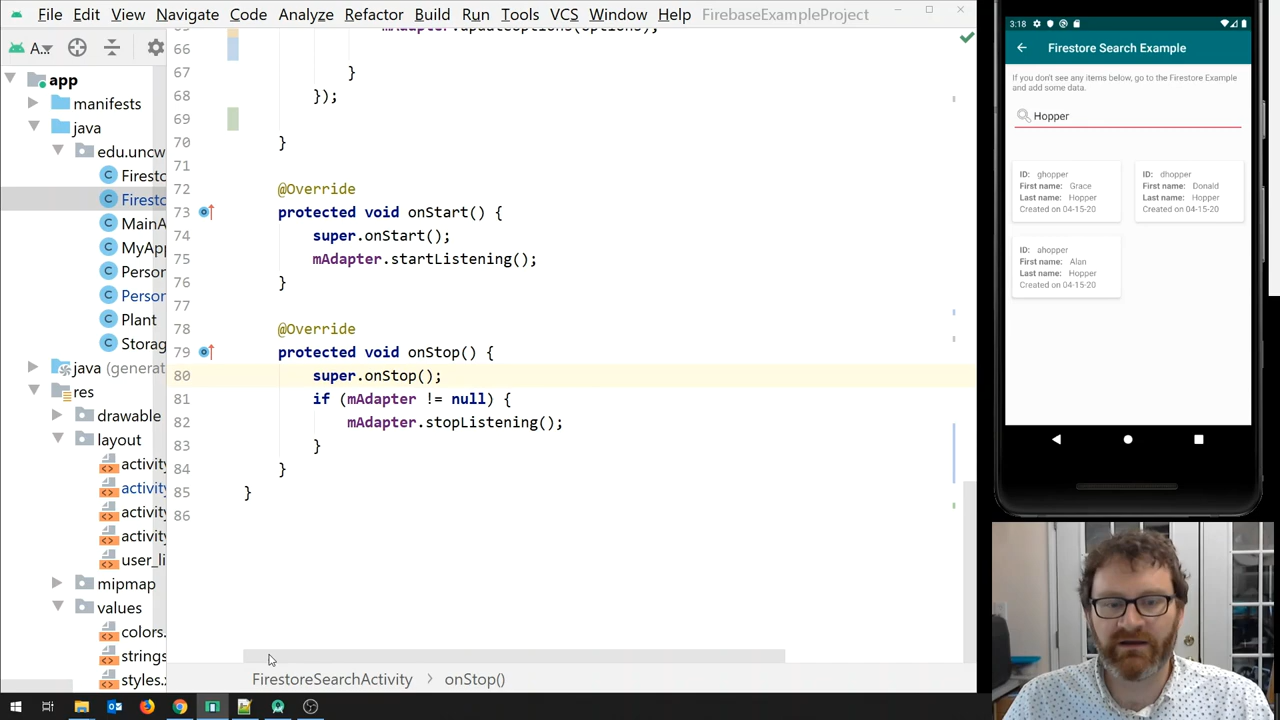 File Edit View Navigate Code Analyze Refactor Build Run Tools VCS Window Help FirebaseExampleProject
A...
app
manifests
java
edu.uncw
Firesto
Firesto
MainA
MyApp
Person
Person
Plant
Storag
java (generat
res
drawable
layout
activity
activity
activity
activity
user_li
mipmap
values
colors.
strings
styles.x
66
67 }
68 });
69
70 }
71
72 @Override
73 protected void onStart() {
74 super.onStart();
75 mAdapter.startListening();
76 }
77
78 @Override
79 protected void onStop() {
80 super.onStop();
81 if (mAdapter != null) {
82 mAdapter.stopListening();
83 }
84 }
85 }
86
FirestoreSearchActivity > onStop()
3:18
Firestore Search Example
If you don't see any items below, go to the Firestore Example
and add some data.
Hopper
ID: ghopper
First name: Grace
Last name: Hopper
Created on 04-15-20
ID: dhopper
First name: Donald
Last name: Hopper
Created on 04-15-20
ID: ahopper
First name: Alan
Last name: Hopper
Created on 04-15-20